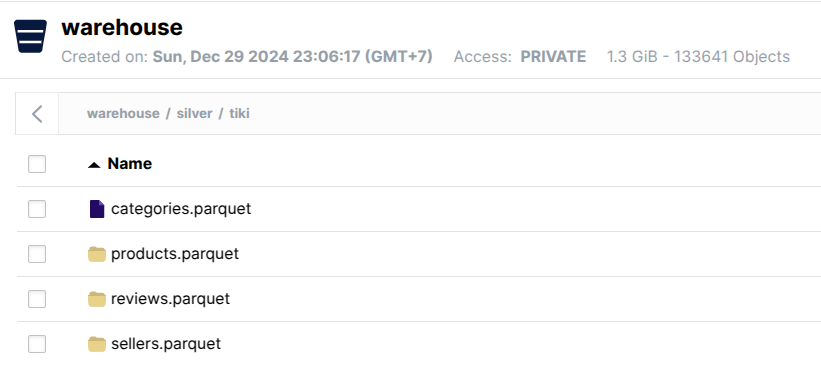 warehouse
Created on: Sun, Dec 29 2024 23:06:17 (GMT+7) Access: PRIVATE 1.3 GiB - 133641 Objects
warehouse / silver / tiki
Name
categories.parquet
products.parquet
reviews.parquet
sellers.parquet